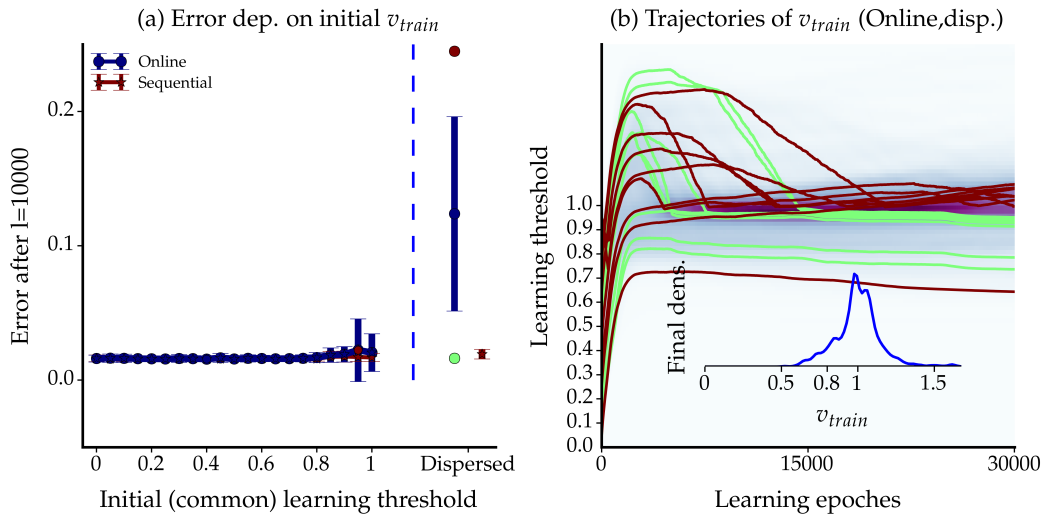 (a) Error dep. on initial v_train
Online
Sequential
0.2
0.1
0.0
Error after l=10000
0 0.2 0.4 0.6 0.8 1 Dispersed
Initial (common) learning threshold
(b) Trajectories of v_train (Online,disp.)
Learning threshold
1.0
0.9
0.8
0.7
0.6
0.5
0.4
0.3
0.2
0.1
0.0
Final dens.
0 0.5 0.8 1 1.5
v_train
0 15000 30000
Learning epoches